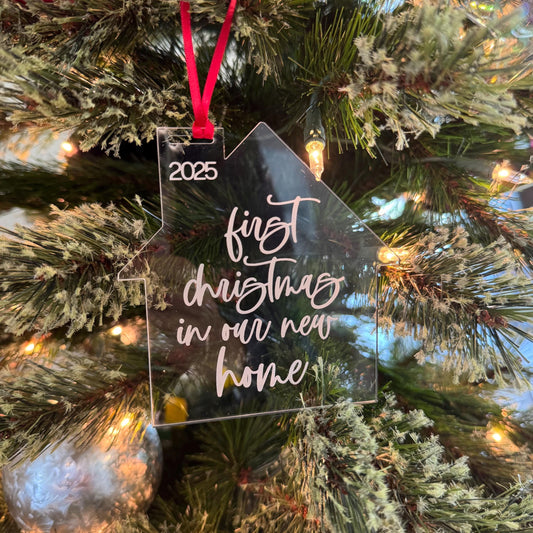 2025
first
christmas
in our new
home